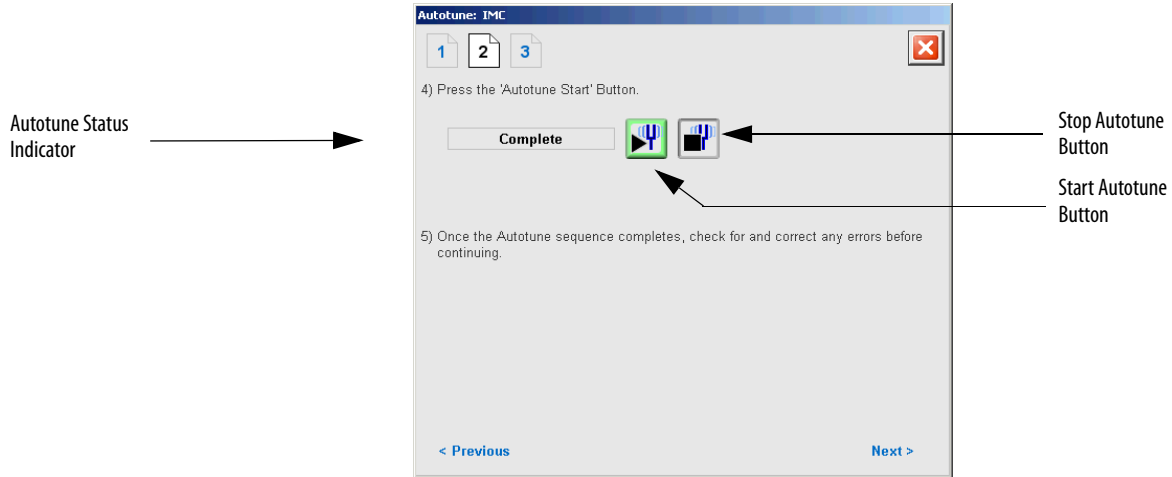 Autotune: IMC
1 2 3
4) Press the 'Autotune Start' Button.
Autotune Status
Indicator
Complete
Stop Autotune
Button
Start Autotune
Button
5) Once the Autotune sequence completes, check for and correct any errors before
continuing.
< Previous
Next >